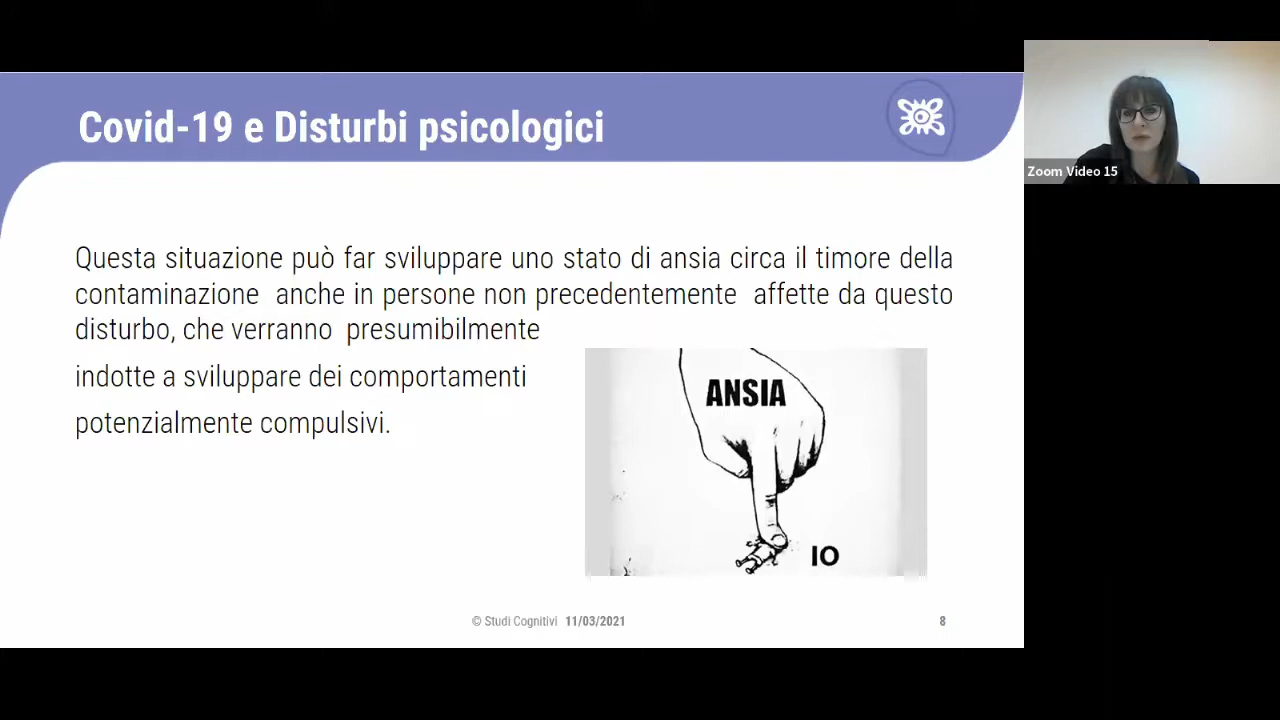 Covid-19 e Disturbi psicologici
Zoom Video 15
Questa situazione può far sviluppare uno stato di ansia circa il timore della
contaminazione anche in persone non precedentemente affette da questo
disturbo, che verranno presumibilmente
indotte a sviluppare dei comportamenti
potenzialmente compulsivi.
ANSIA
IO
© Studi Cognitivi 11/03/2021
8